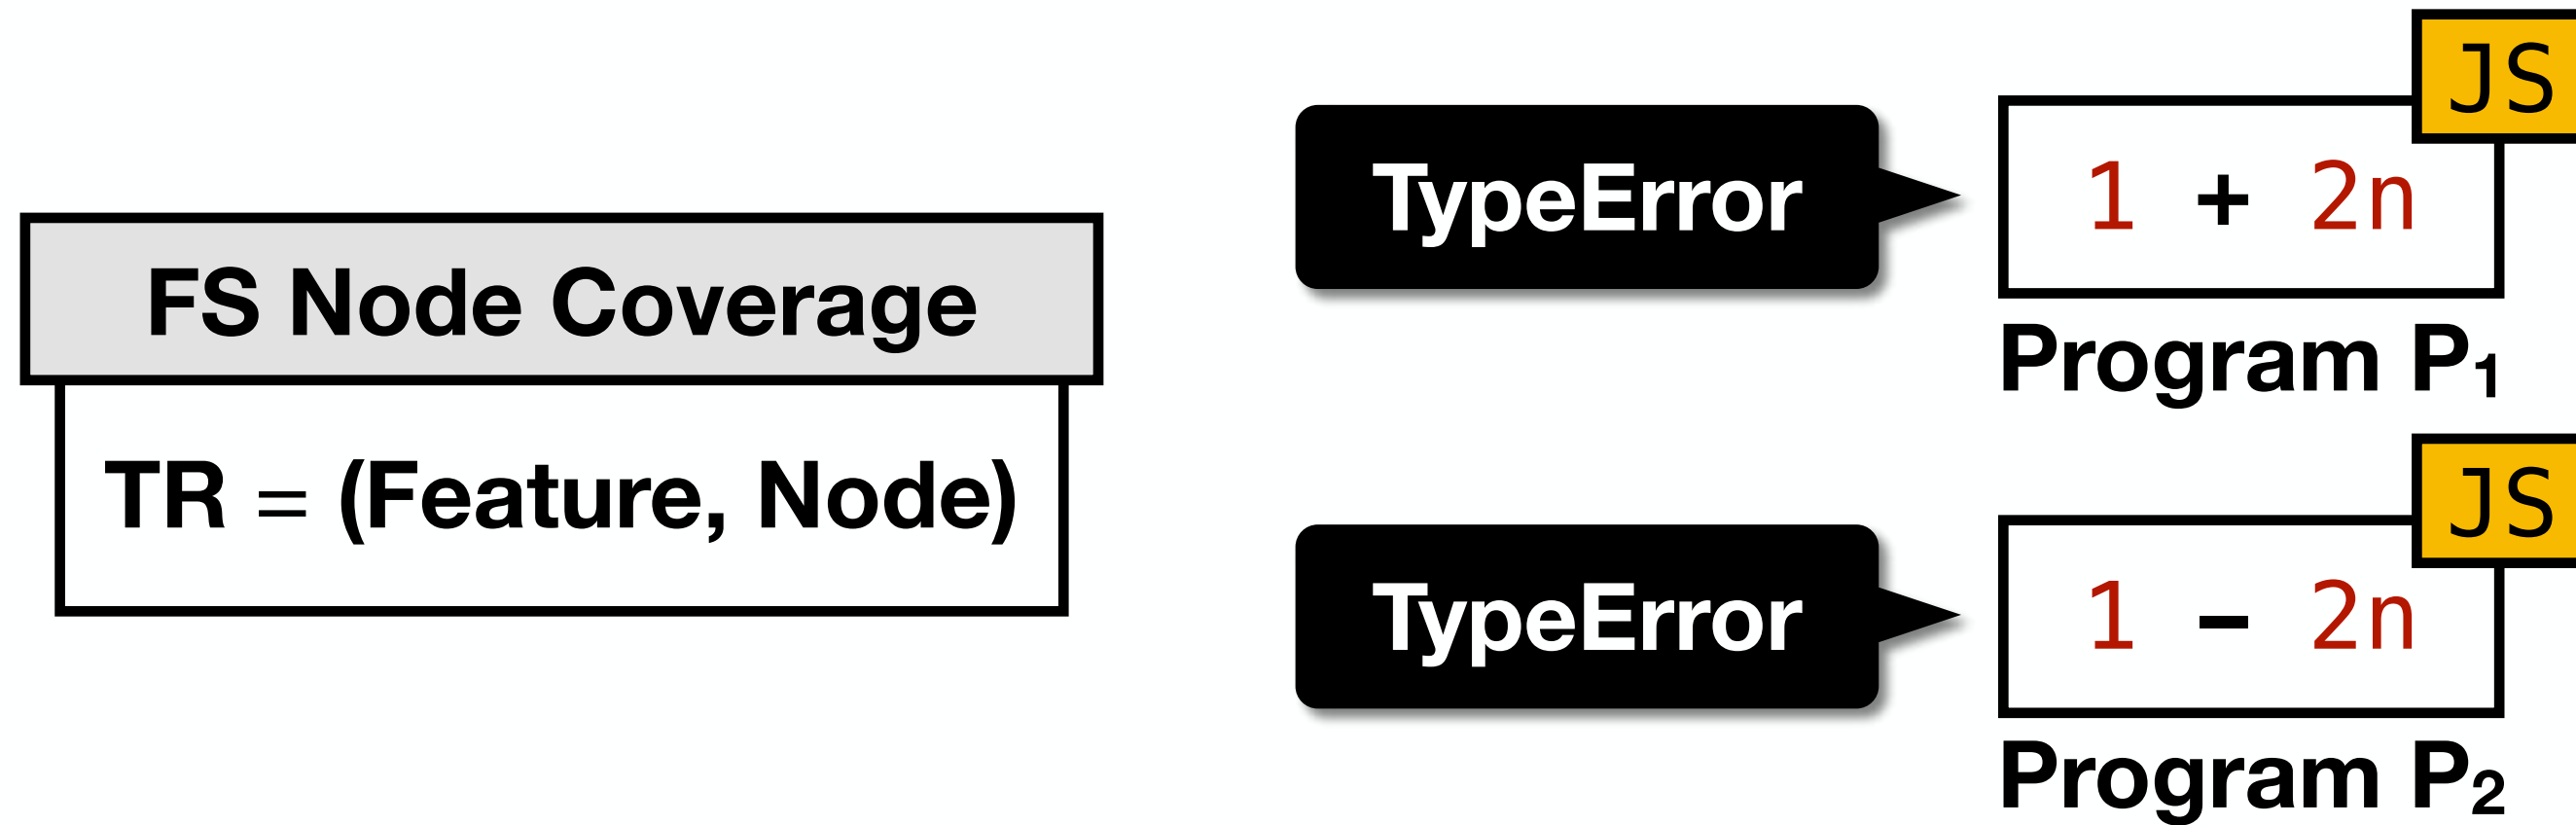 FS Node Coverage
TR = (Feature, Node)
TypeError
JS
1 + 2n
Program P₁
TypeError
JS
1 - 2n
Program P₂